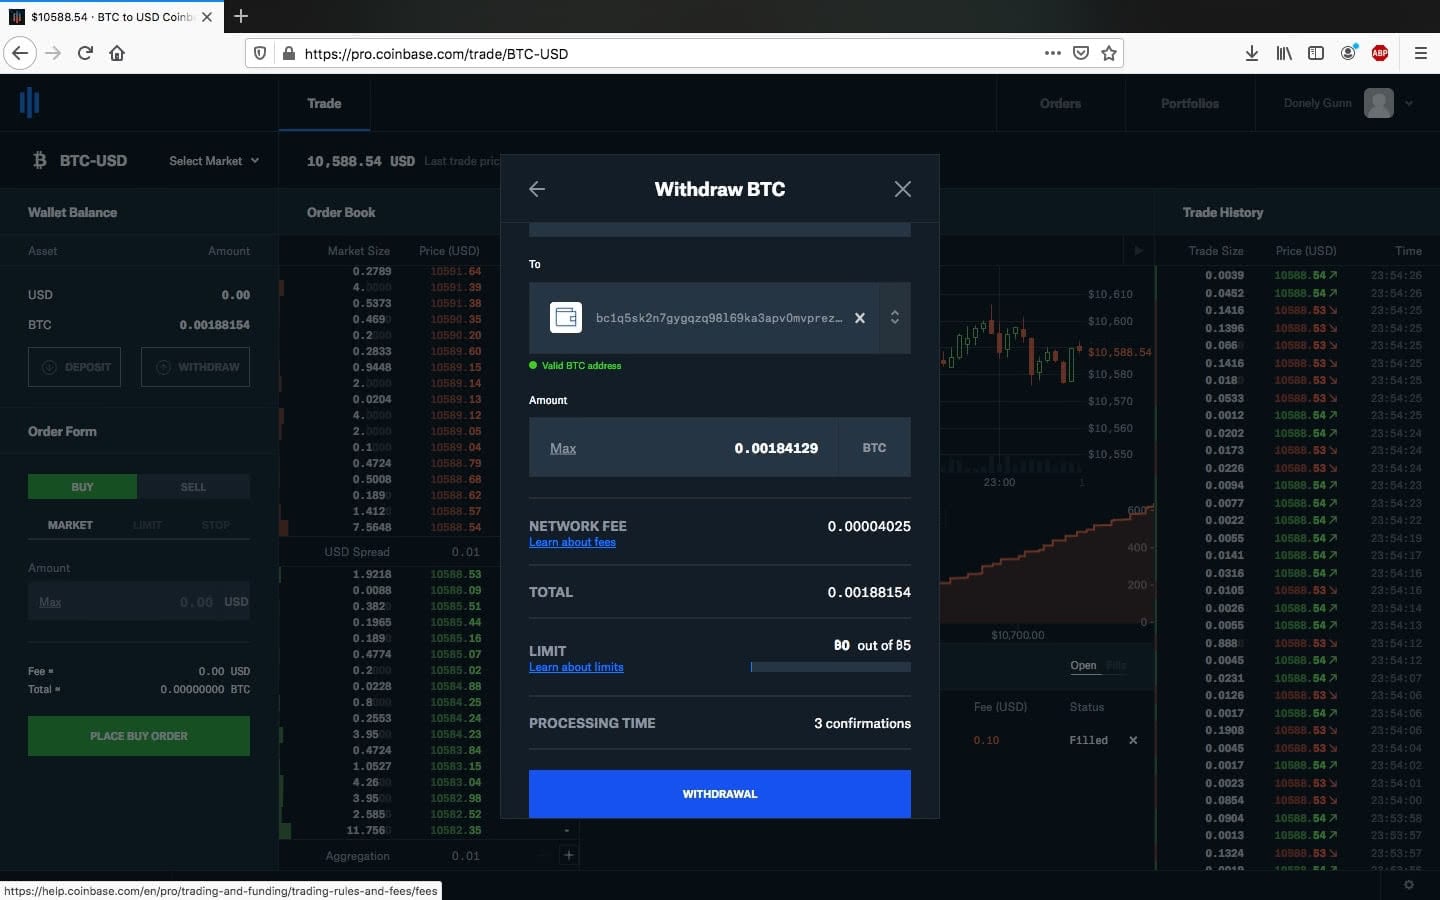 $10588.54 · BTC to USD Coinb
https://pro.coinbase.com/trade/BTC-USD
ABP
Trade
Orders
Portfolios
Donely Gunn
BTC-USD
Select Market
10,588.54 USD Last trade pric
Wallet Balance
Asset Amount
USD 0.00
BTC 0.00188154
DEPOSIT
WITHDRAW
Order Form
BUY
SELL
MARKET
LIMIT
STOP
Amount
Max 0.00 USD
Fee ≈ 0.00 USD
Total ≈ 0.00000000 BTC
PLACE BUY ORDER
Order Book
Market Size Price (USD)
0.2789 10591.64
4.0000 10591.39
0.5373 10591.38
0.4690 10590.35
0.2000 10590.20
0.2833 10589.60
0.9448 10589.15
2.0000 10589.14
0.0204 10589.13
4.0000 10589.12
2.0000 10589.05
0.1000 10589.04
0.4724 10588.79
0.5008 10588.68
0.1890 10588.62
1.4120 10588.57
7.5648 10588.54
USD Spread 0.01
1.9218 10588.53
0.0088 10588.09
0.3820 10585.51
0.1965 10585.44
0.1890 10585.16
0.4774 10585.07
0.2000 10585.02
0.0228 10584.88
0.8000 10584.25
0.2553 10584.24
3.9500 10584.23
0.4724 10583.84
1.0527 10583.15
4.2600 10583.04
3.9500 10582.98
2.5850 10582.52
11.7560 10582.35
-
Aggregation 0.01
Withdraw BTC
To
bc1q5sk2n7gygqzq98l69ka3apv0mvprez...
Valid BTC address
Amount
Max 0.00184129 BTC
NETWORK FEE 0.00004025
Learn about fees
TOTAL 0.00188154
LIMIT ฿0 out of ฿5
Learn about limits
PROCESSING TIME 3 confirmations
WITHDRAWAL
$10,610
$10,600
$10,588.54
$10,580
$10,570
$10,560
$10,550
23:00
1
600
400
200
0
$10,700.00
Open Fills
Fee (USD) Status
0.10 Filled
Trade History
Trade Size Price (USD) Time
0.0039 10588.54 23:54:26
0.0452 10588.54 23:54:26
0.1416 10588.54 23:54:25
0.1396 10588.53 23:54:25
0.0660 10588.53 23:54:25
0.1416 10588.53 23:54:25
0.0180 10588.53 23:54:25
0.0533 10588.53 23:54:25
0.0012 10588.54 23:54:25
0.0202 10588.54 23:54:24
0.0173 10588.53 23:54:24
0.0226 10588.53 23:54:24
0.0094 10588.54 23:54:23
0.0077 10588.54 23:54:23
0.0022 10588.54 23:54:22
0.0055 10588.54 23:54:19
0.0141 10588.54 23:54:17
0.0316 10588.54 23:54:16
0.0105 10588.53 23:54:16
0.0026 10588.54 23:54:14
0.0055 10588.54 23:54:13
0.8880 10588.53 23:54:12
0.0045 10588.54 23:54:12
0.0231 10588.54 23:54:07
0.0126 10588.53 23:54:06
0.0017 10588.54 23:54:06
0.1908 10588.53 23:54:06
0.0045 10588.53 23:54:04
0.0017 10588.54 23:54:02
0.0023 10588.53 23:54:01
0.0854 10588.53 23:54:00
0.0904 10588.54 23:53:58
0.0013 10588.54 23:53:57
0.1324 10588.53 23:53:57
https://help.coinbase.com/en/pro/trading-and-funding/trading-rules-and-fees/fees